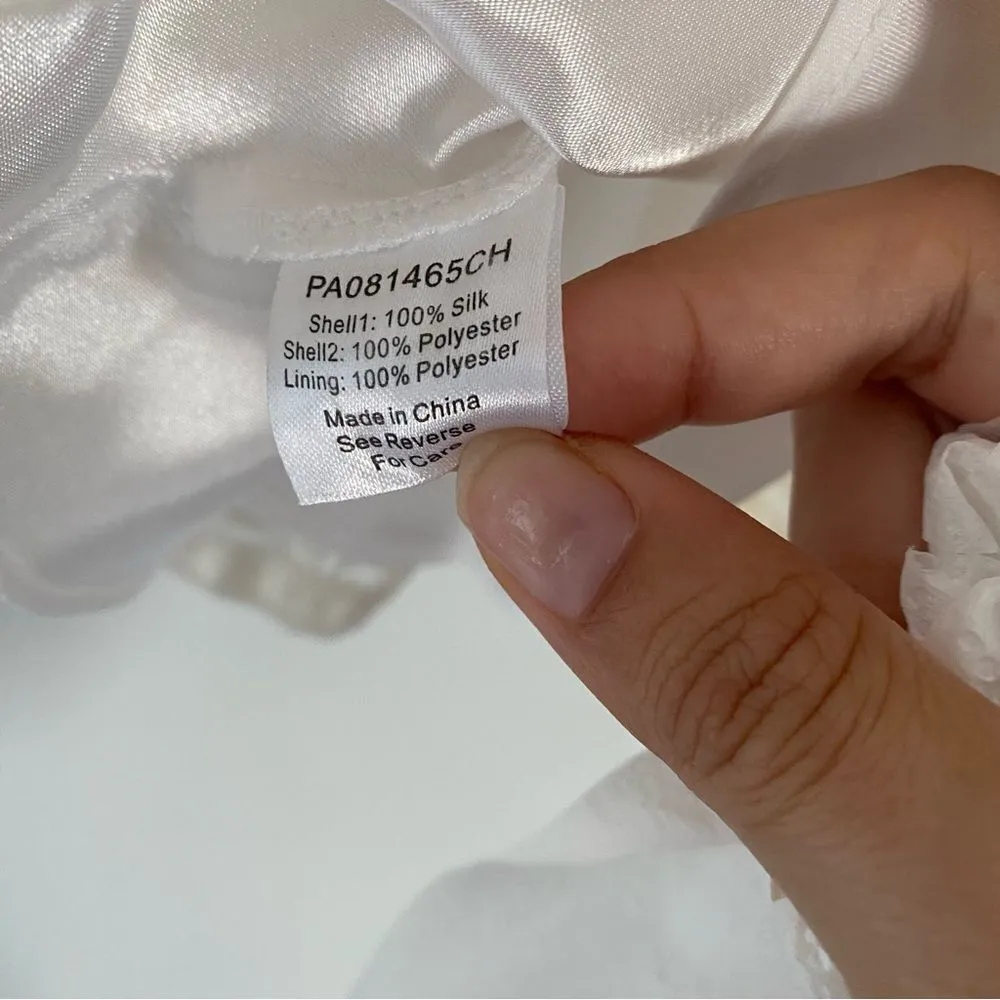 PA081465CH
Shell1: 100% Silk
Shell2: 100% Polyester
Lining: 100% Polyester
Made in China
See Reverse
For Care